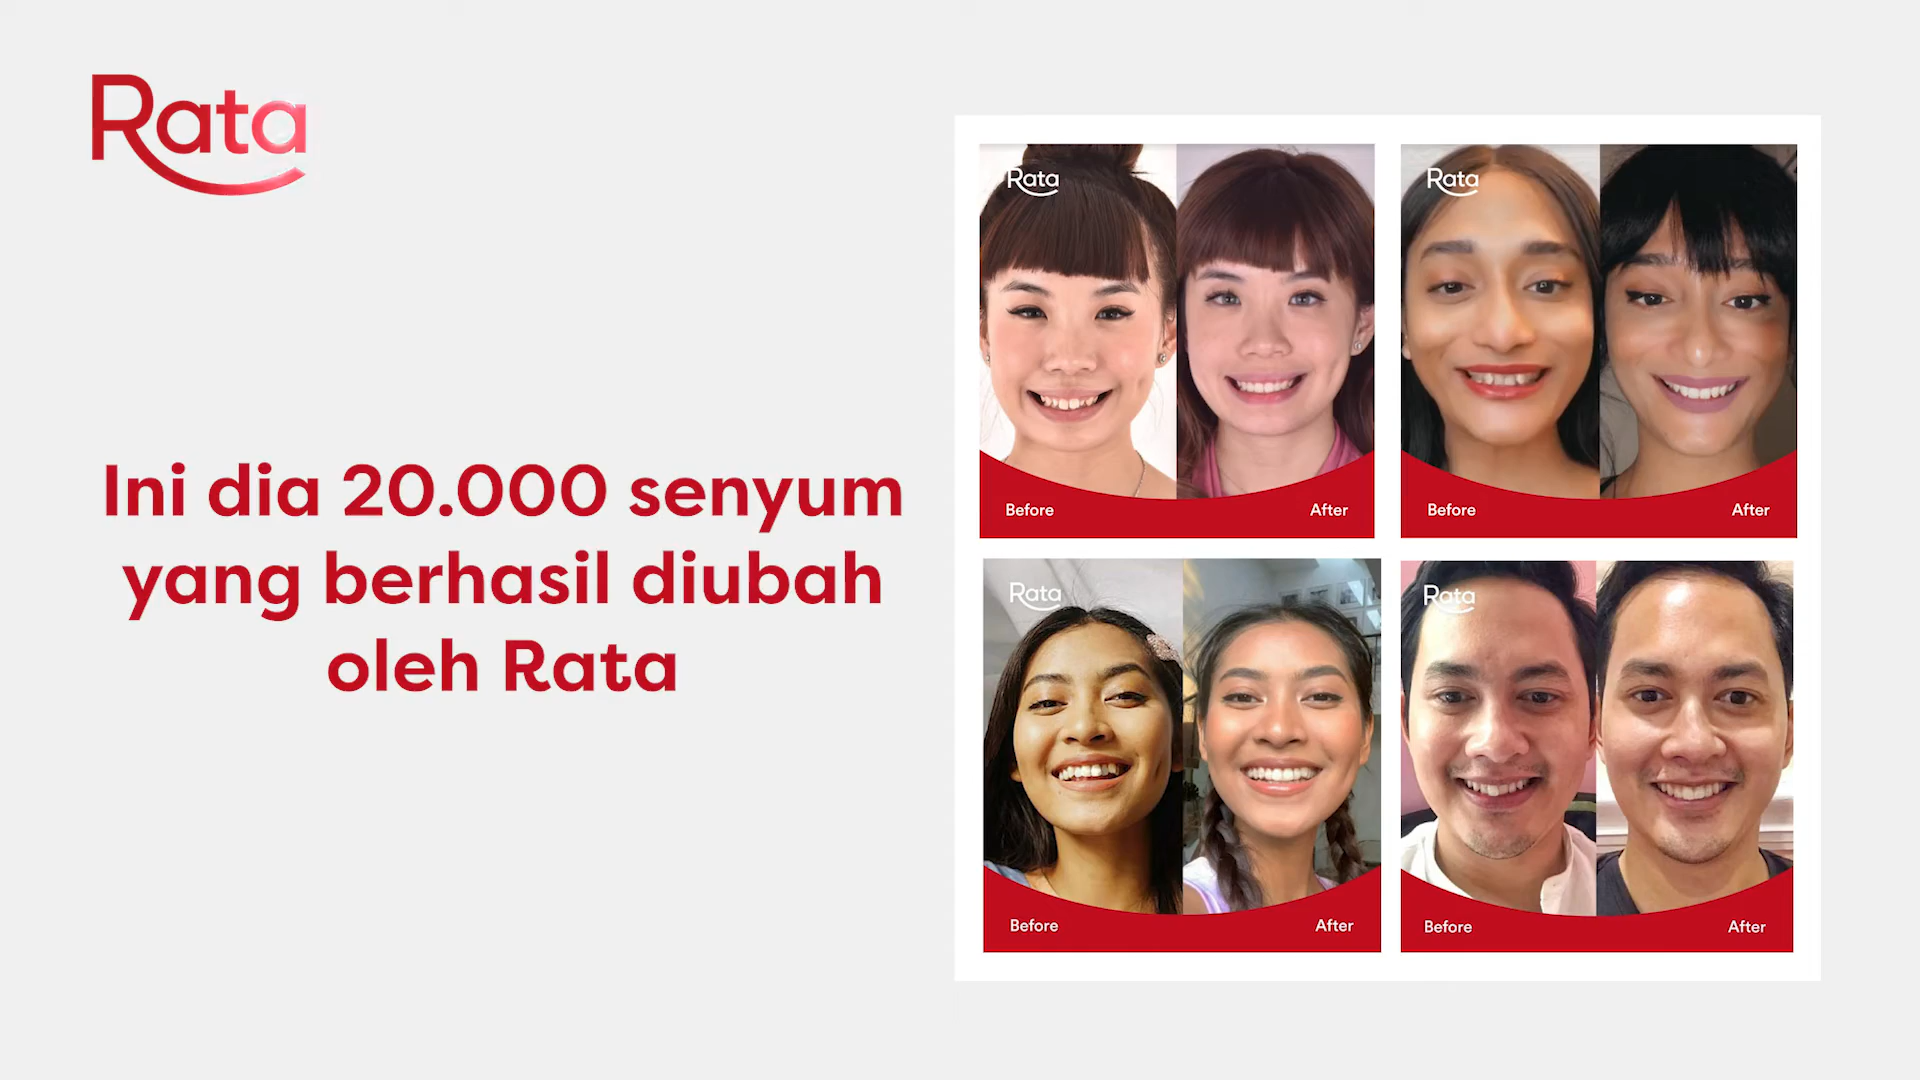 Rata
Ini dia 20.000 senyum
yang berhasil diubah
oleh Rata
Rata
Before
After
Rata
Before
After
Rata
Before
After
Rata
Before
After